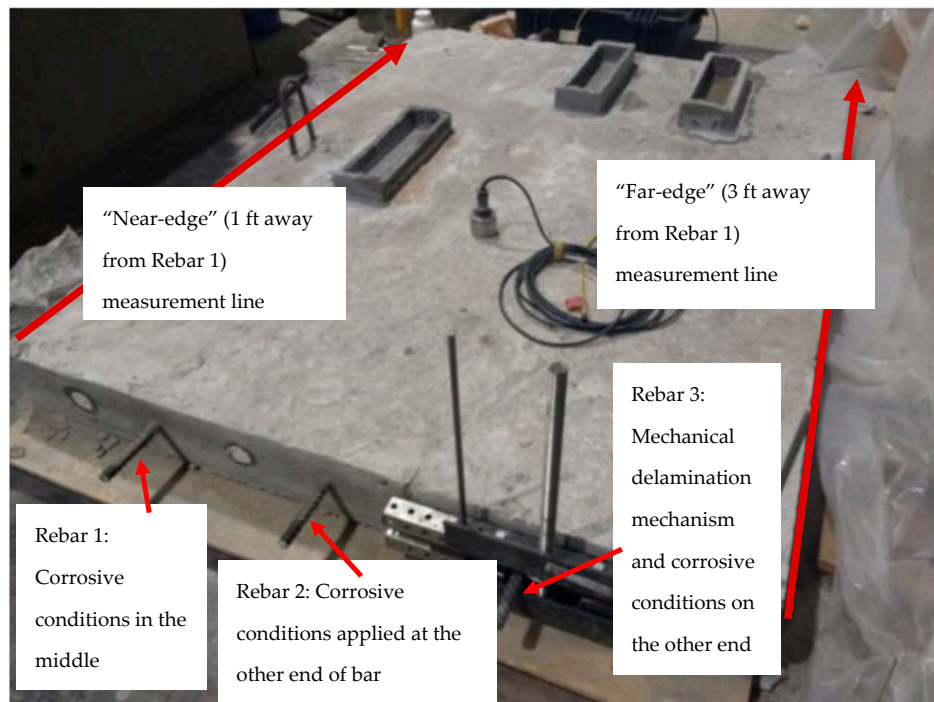 “Near-edge” (1 ft away
from Rebar 1)
measurement line
“Far-edge” (3 ft away
from Rebar 1)
measurement line
Rebar 1:
Corrosive
conditions in the
middle
Rebar 2: Corrosive
conditions applied at the
other end of bar
Rebar 3:
Mechanical
delamination
mechanism
and corrosive
conditions on
the other end